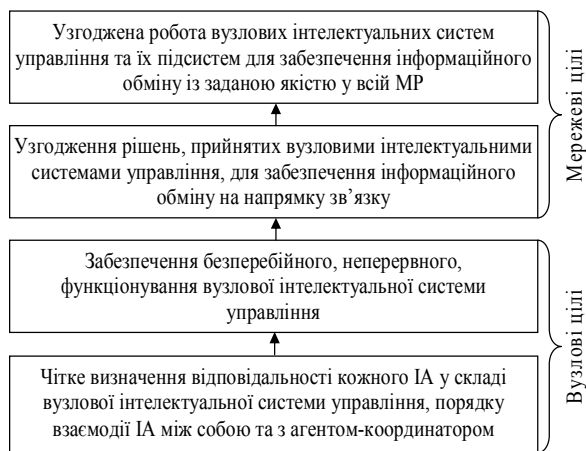 Узгоджена робота вузлових інтелектуальних систем
управління та їх підсистем для забезпечення інформаційного
обміну із заданою якістю у всій МР
Узгодження рішень, прийнятих вузловими інтелектуальними
системами управління, для забезпечення інформаційного
обміну на напрямку зв’язку
Мережеві цілі
Забезпечення безперебійного, неперервного,
функціонування вузлової інтелектуальної системи
управління
Чітке визначення відповідальності кожного ІА у складі
вузлової інтелектуальної системи управління, порядку
взаємодії ІА між собою та з агентом-координатором
Вузлові цілі